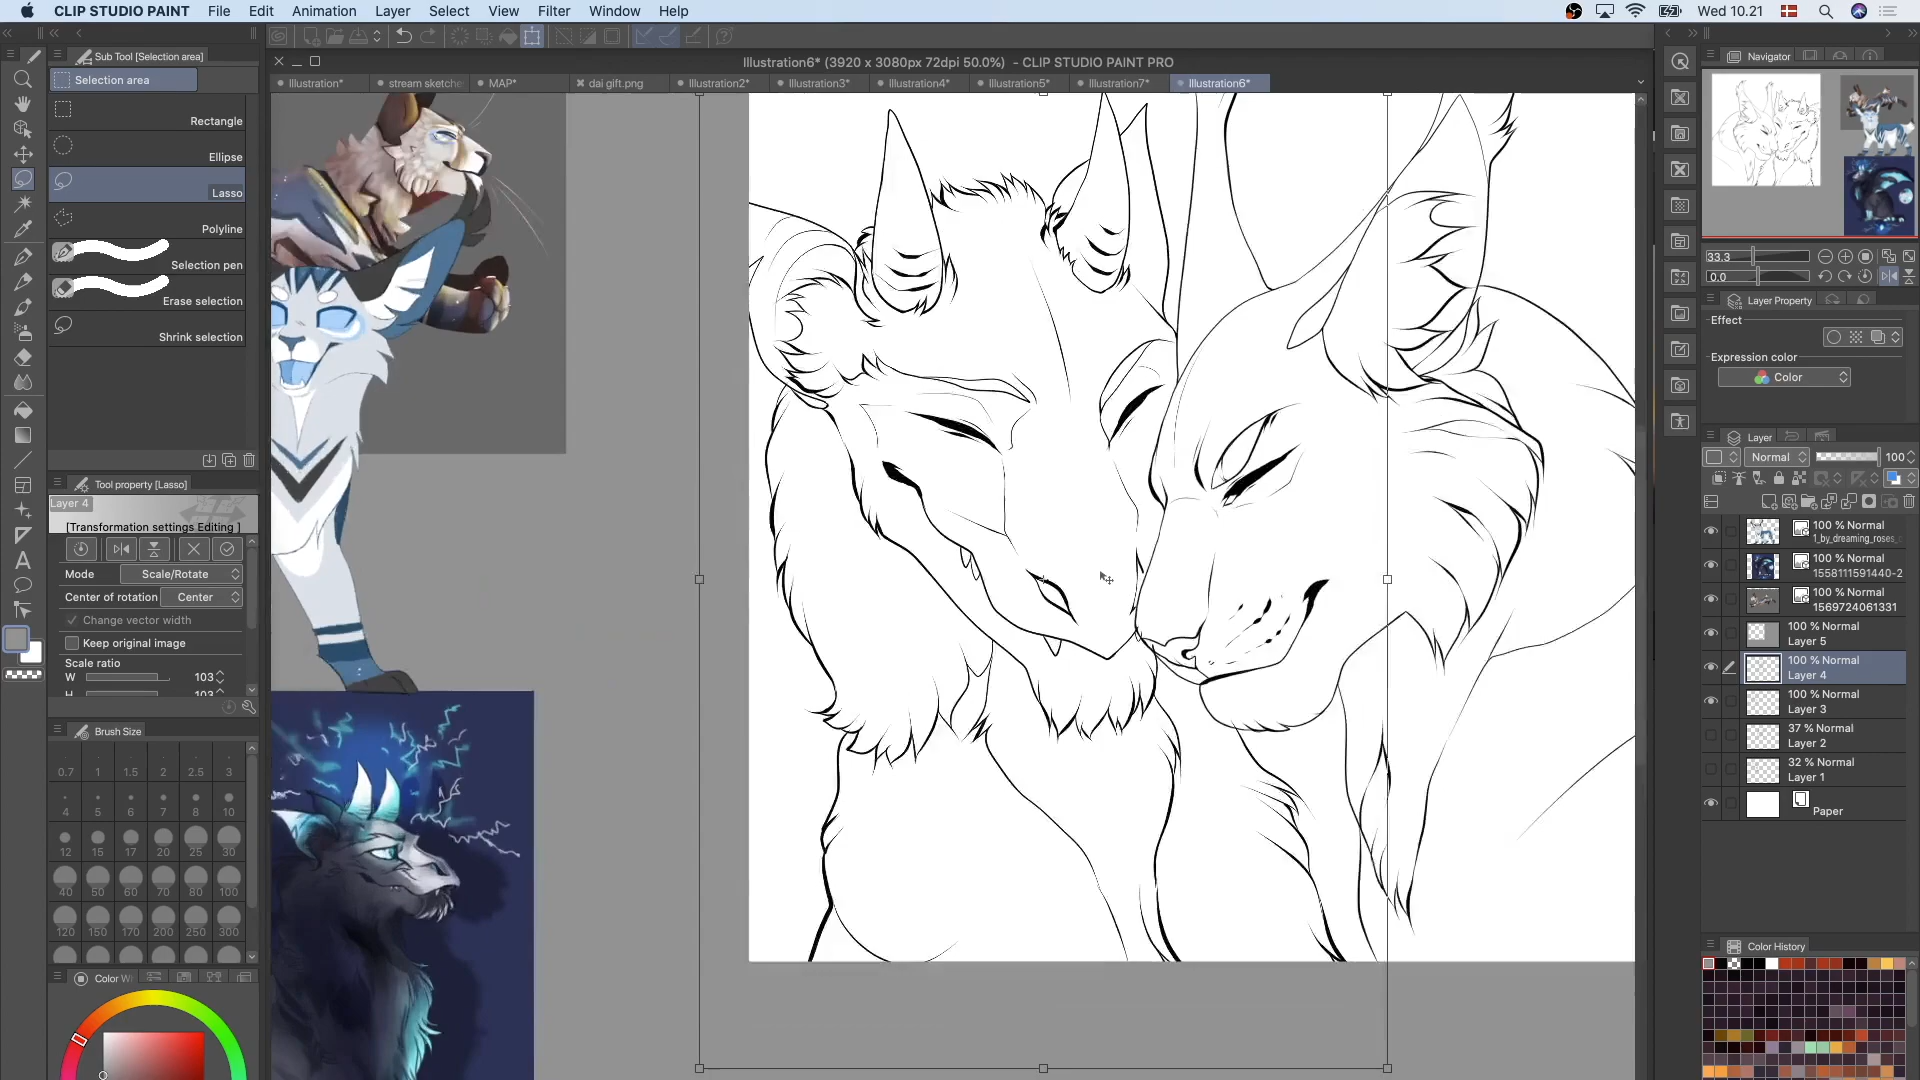 CLIP STUDIO PAINT File Edit Animation Layer Select View Filter Window Help Wed 10.21
Sub Tool [Selection area]
Selection area
Rectangle
Ellipse
Lasso
Polyline
Selection pen
Erase selection
Shrink selection
Illustration6* (3920 x 3080px 72dpi 50.0%) - CLIP STUDIO PAINT PRO
Illustration* stream sketche MAP* dai gift.png Illustration2* Illustration3* Illustration4* Illustration5* Illustration7* Illustration6*
Tool property [Lasso]
Layer 4
[Transformation settings Editing ]
Mode Scale/Rotate
Center of rotation Center
Change vector width
Keep original image
Scale ratio
W 103
H 103
Brush Size
0.7 1 1.5 2 2.5 3
4 5 6 7 8 10
12 15 17 20 25 30
40 50 60 70 80 100
120 150 170 200 250 300
Color W
Navigator
33.3
0.0
Layer Property
Effect
Expression color
Color
Layer
Normal 100
100 % Normal
1_by_dreaming_roses_
100 % Normal
1558111591440-2
100 % Normal
1569724061331
100 % Normal
Layer 5
100 % Normal
Layer 4
100 % Normal
Layer 3
37 % Normal
Layer 2
32 % Normal
Layer 1
Paper
Color History